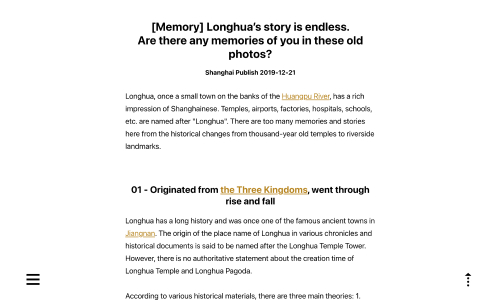 [Memory] Longhua's story is endless.
Are there any memories of you in these old
photos?
Shanghai Publish 2019-12-21
Longhua, once a small town on the banks of the Huangpu River, has a rich
impression of Shanghainese. Temples, airports, factories, hospitals, schools,
etc. are named after "Longhua". There are too many memories and stories
here from the historical changes from thousand-year old temples to riverside
landmarks.
01 - Originated from the Three Kingdoms, went through
rise and fall
Longhua has a long history and was once one of the famous ancient towns in
Jiangnan. The origin of the place name of Longhua in various chronicles and
historical documents is said to be named after the Longhua Temple Tower.
However, there is no authoritative statement about the creation time of
Longhua Temple and Longhua Pagoda.
According to various historical materials, there are three main theories: 1.